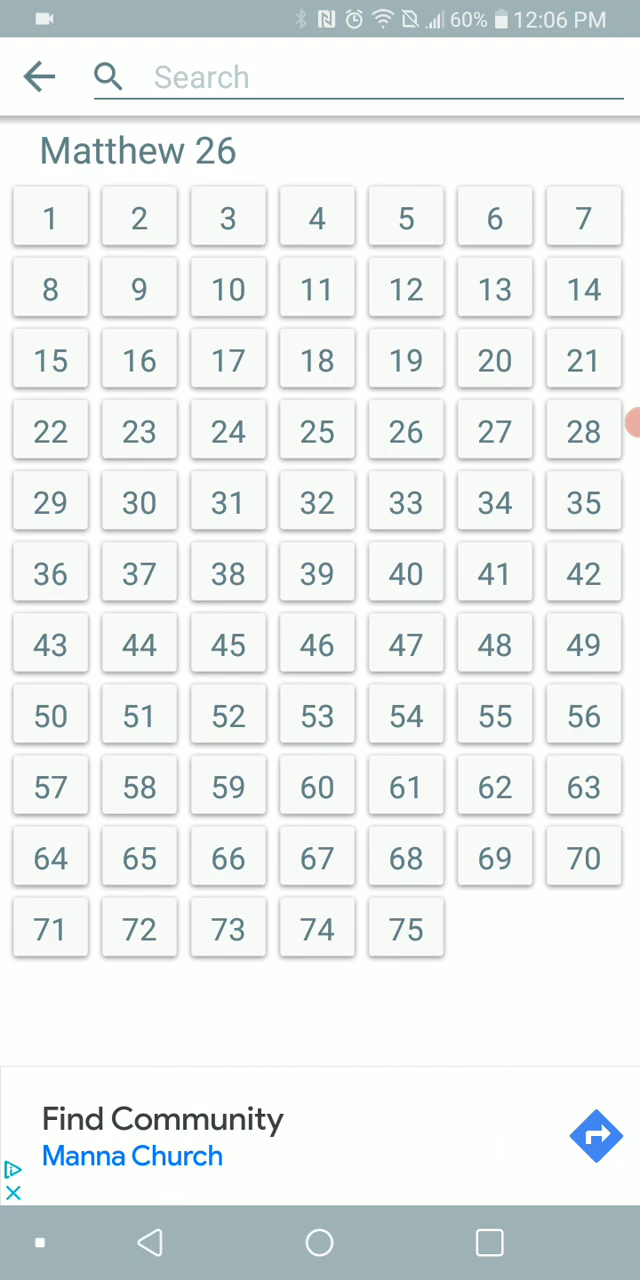 60% 12:06 PM
Search
Matthew 26
1 2 3 4 5 6 7
8 9 10 11 12 13 14
15 16 17 18 19 20 21
22 23 24 25 26 27 28
29 30 31 32 33 34 35
36 37 38 39 40 41 42
43 44 45 46 47 48 49
50 51 52 53 54 55 56
57 58 59 60 61 62 63
64 65 66 67 68 69 70
71 72 73 74 75
Find Community
Manna Church